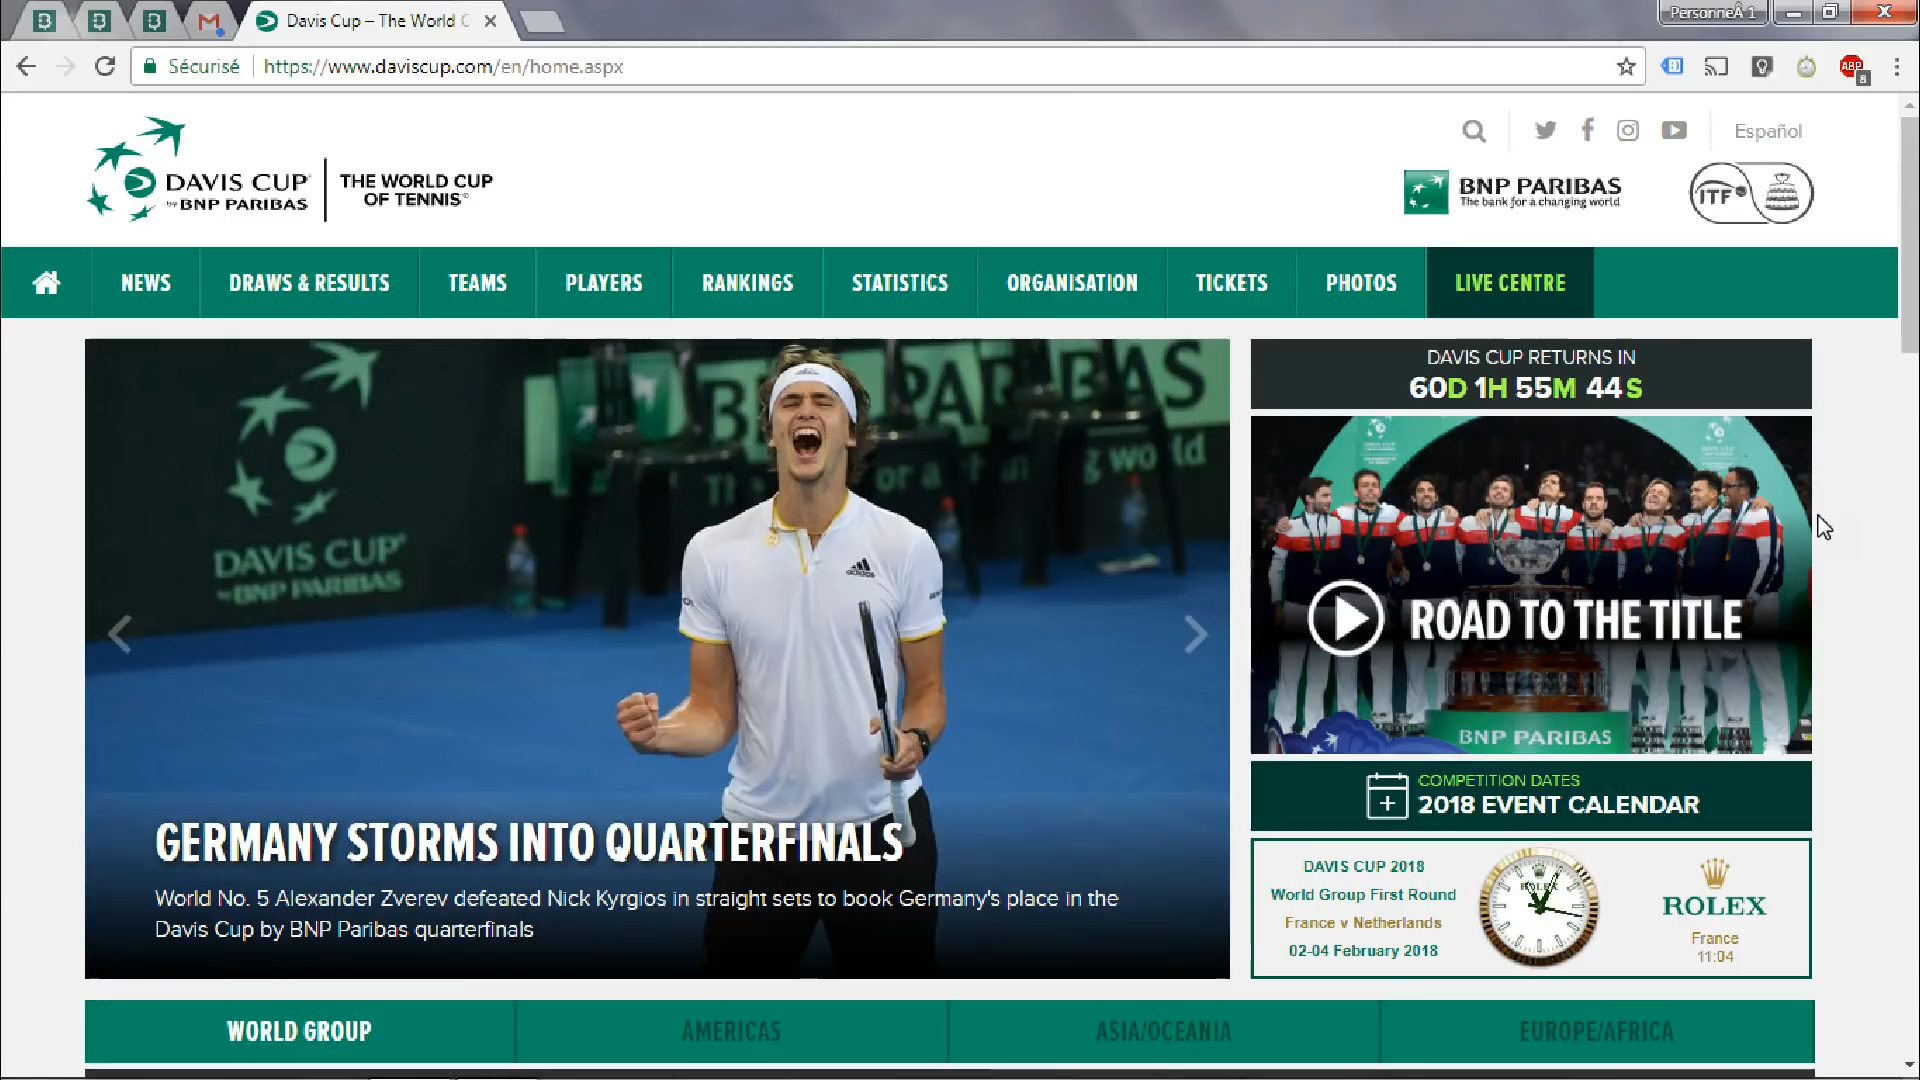 Davis Cup – The World C
PersonneÂ 1
Sécurisé
https://www.daviscup.com/en/home.aspx
ABP
8
DAVIS CUP
by BNP PARIBAS
THE WORLD CUP
OF TENNIS
Español
BNP PARIBAS
The bank for a changing world
ITF
NEWS
DRAWS & RESULTS
TEAMS
PLAYERS
RANKINGS
STATISTICS
ORGANISATION
TICKETS
PHOTOS
LIVE CENTRE
DAVIS CUP
by BNP PARIBAS
adidas
GERMANY STORMS INTO QUARTERFINALS
World No. 5 Alexander Zverev defeated Nick Kyrgios in straight sets to book Germany's place in the
Davis Cup by BNP Paribas quarterfinals
DAVIS CUP RETURNS IN
60D 1H 55M 44S
ROAD TO THE TITLE
BNP PARIBAS
COMPETITION DATES
2018 EVENT CALENDAR
DAVIS CUP 2018
World Group First Round
France v Netherlands
02-04 February 2018
ROLEX
France
11:04
WORLD GROUP
AMERICAS
ASIA/OCEANIA
EUROPE/AFRICA